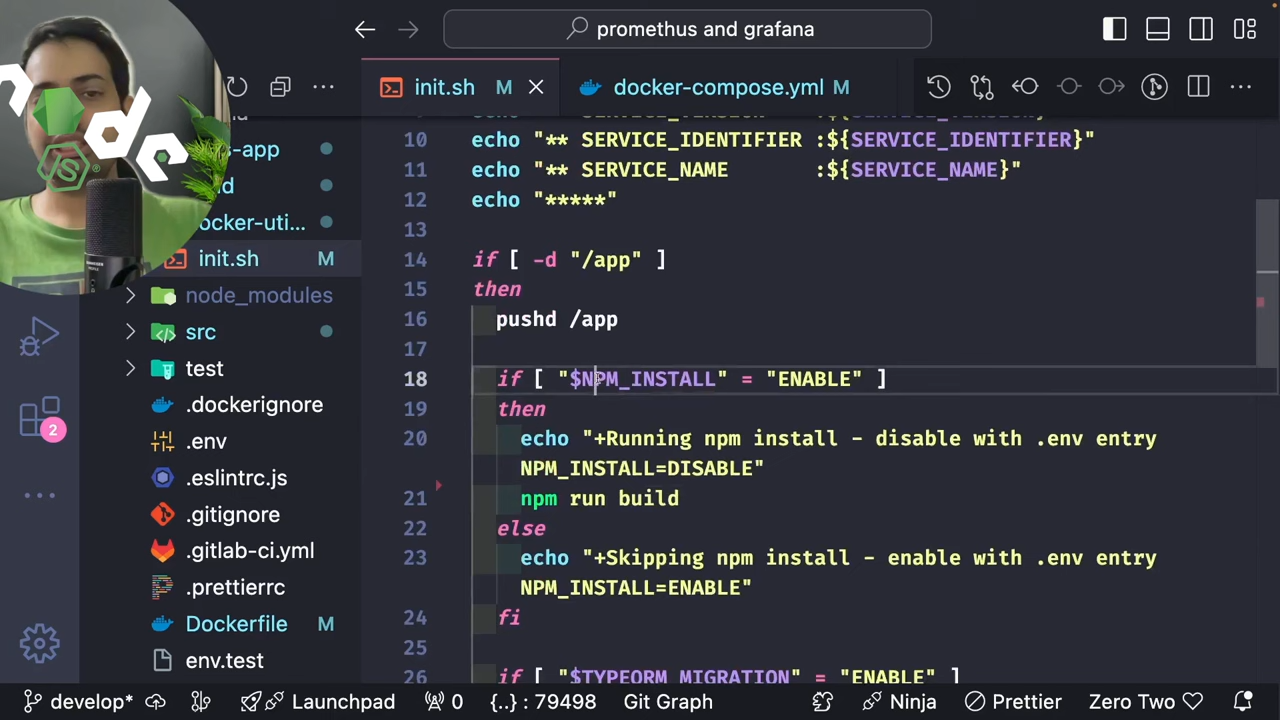 promethus and grafana
init.sh M
docker-compose.yml M
10 echo "** SERVICE_IDENTIFIER :${SERVICE_IDENTIFIER}"
11 echo "** SERVICE_NAME :${SERVICE_NAME}"
12 echo "*****"
13
14 if [ -d "/app" ]
15 then
16 pushd /app
17
18 if [ "$NPM_INSTALL" = "ENABLE" ]
19 then
20 echo "+Running npm install - disable with .env entry
NPM_INSTALL=DISABLE"
21 npm run build
22 else
23 echo "+Skipping npm install - enable with .env entry
NPM_INSTALL=ENABLE"
24 fi
25
26 if [ "$TYPEORM_MIGRATION" = "ENABLE" ]
s-app
ocker-uti...
init.sh M
node_modules
src
test
.dockerignore
.env
.eslintrc.js
.gitignore
.gitlab-ci.yml
.prettierrc
Dockerfile M
env.test
2
develop*
Launchpad
0
{..} : 79498
Git Graph
Ninja
Prettier
Zero Two